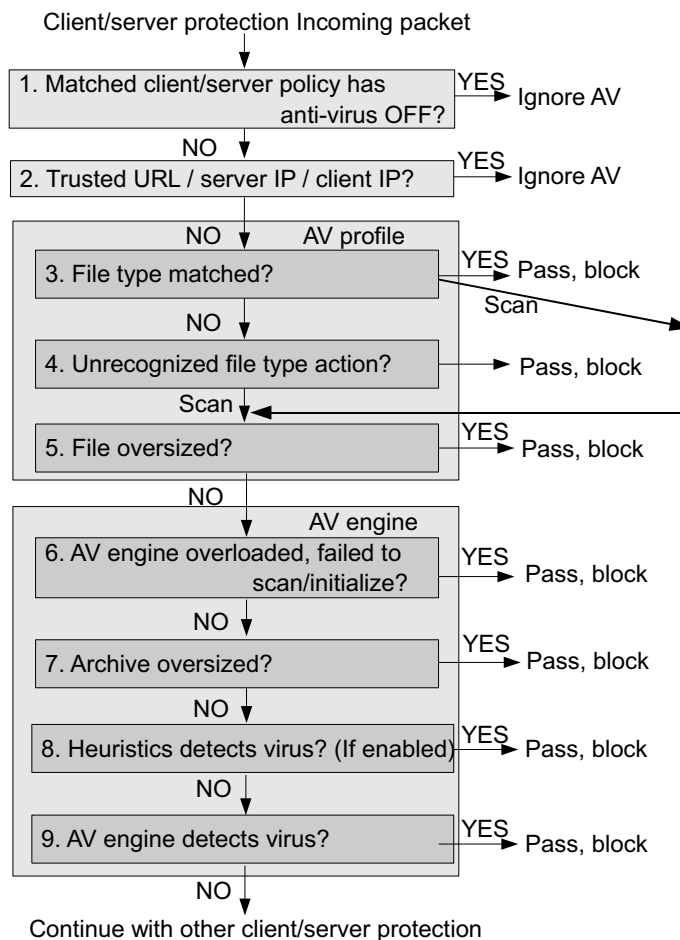 Client/server protection Incoming packet
1. Matched client/server policy has
anti-virus OFF?
YES
Ignore AV
NO
2. Trusted URL / server IP / client IP?
YES
Ignore AV
NO
AV profile
3. File type matched?
YES
Pass, block
Scan
NO
4. Unrecognized file type action?
Pass, block
Scan
5. File oversized?
YES
Pass, block
NO
AV engine
6. AV engine overloaded, failed to
scan/initialize?
YES
Pass, block
NO
7. Archive oversized?
YES
Pass, block
NO
8. Heuristics detects virus? (If enabled)
YES
Pass, block
NO
9. AV engine detects virus?
YES
Pass, block
NO
Continue with other client/server protection